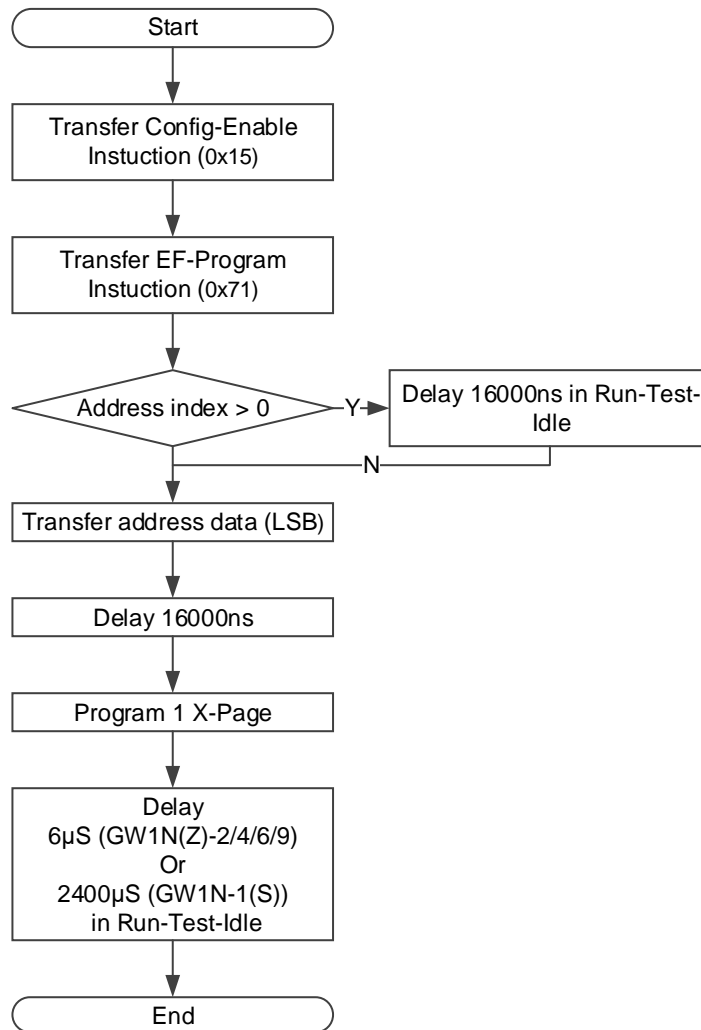 Start
Transfer Config-Enable
Instuction (0x15)
Transfer EF-Program
Instuction (0x71)
Address index > 0
Y
Delay 16000ns in Run-Test-
Idle
N
Transfer address data (LSB)
Delay 16000ns
Program 1 X-Page
Delay
6µS (GW1N(Z)-2/4/6/9)
Or
2400µS (GW1N-1(S))
in Run-Test-Idle
End